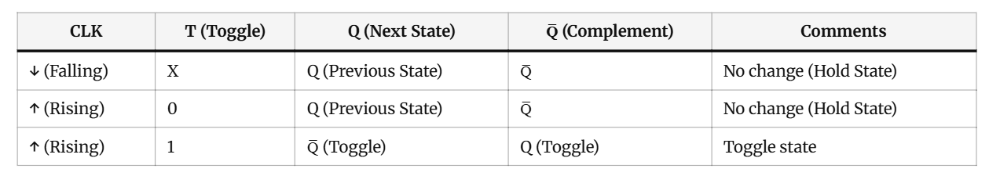 CLK T (Toggle) Q (Next State) Q̅ (Complement) Comments
↓ (Falling) X Q (Previous State) Q̅ No change (Hold State)
↑ (Rising) 0 Q (Previous State) Q̅ No change (Hold State)
↑ (Rising) 1 Q̅ (Toggle) Q (Toggle) Toggle state